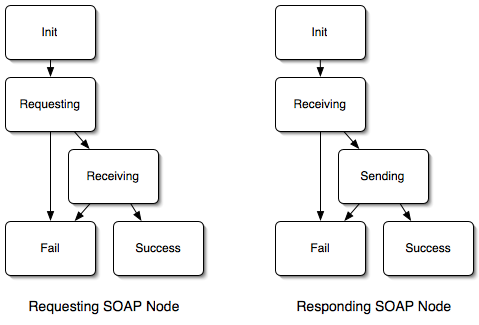 Init
Requesting
Receiving
Fail
Success
Requesting SOAP Node
Init
Receiving
Sending
Fail
Success
Responding SOAP Node